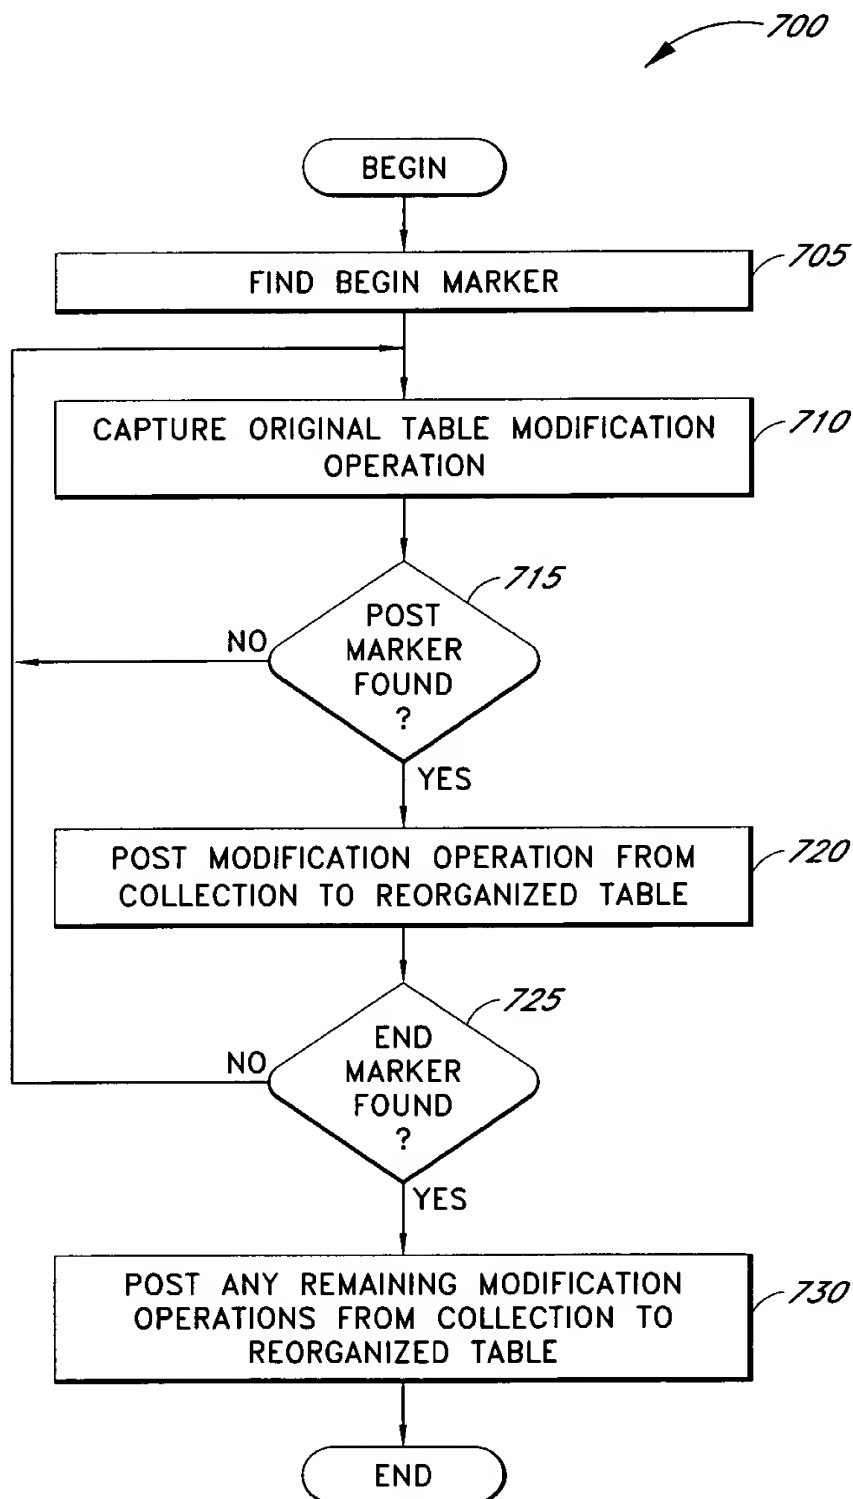 700
BEGIN
705
FIND BEGIN MARKER
710
CAPTURE ORIGINAL TABLE MODIFICATION
OPERATION
715
POST
MARKER
FOUND
?
NO
YES
720
POST MODIFICATION OPERATION FROM
COLLECTION TO REORGANIZED TABLE
725
END
MARKER
FOUND
?
NO
YES
730
POST ANY REMAINING MODIFICATION
OPERATIONS FROM COLLECTION TO
REORGANIZED TABLE
END